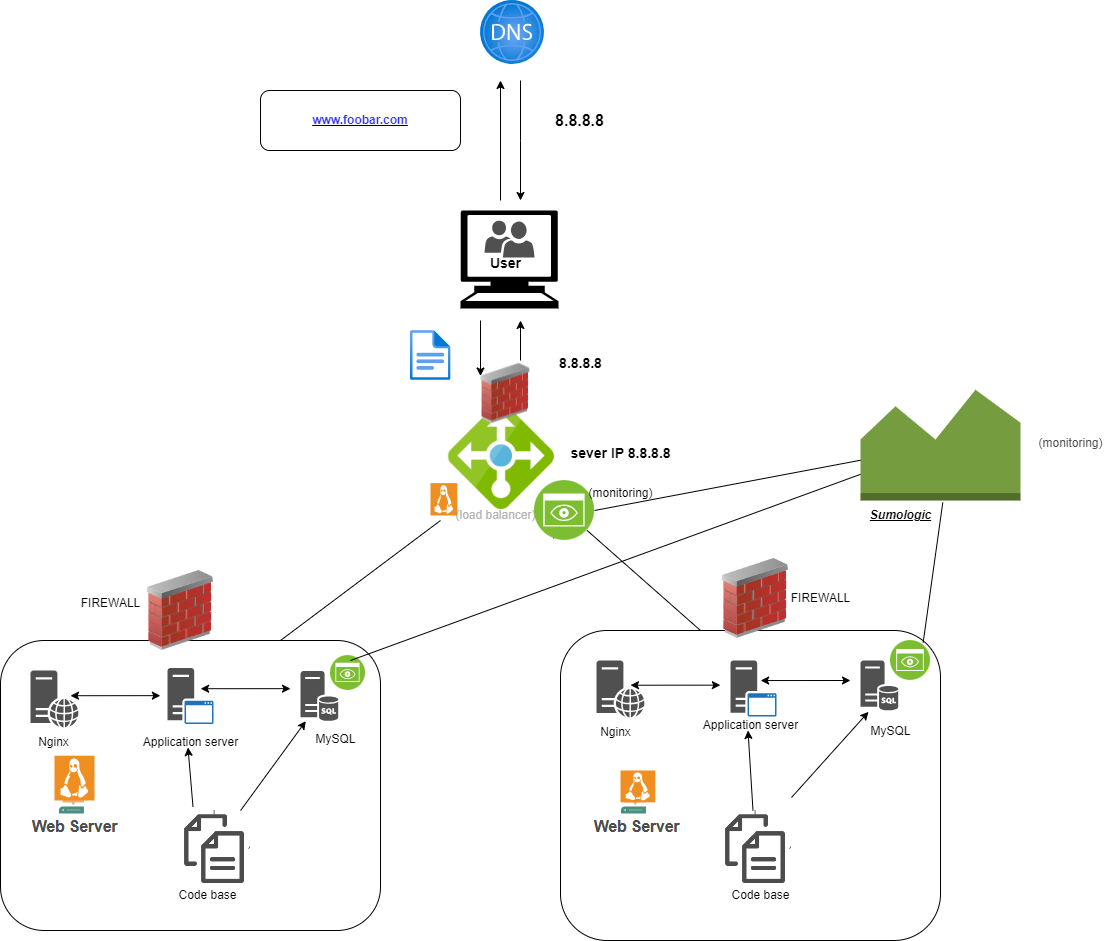 DNS
www.foobar.com
8.8.8.8
User
8.8.8.8
sever IP 8.8.8.8
(monitoring)
(monitoring)
(load balancer)
Sumologic
FIREWALL
FIREWALL
SQL
Nginx
Application server
MySQL
Web Server
Code base
SQL
Nginx
Application server
MySQL
Web Server
Code base